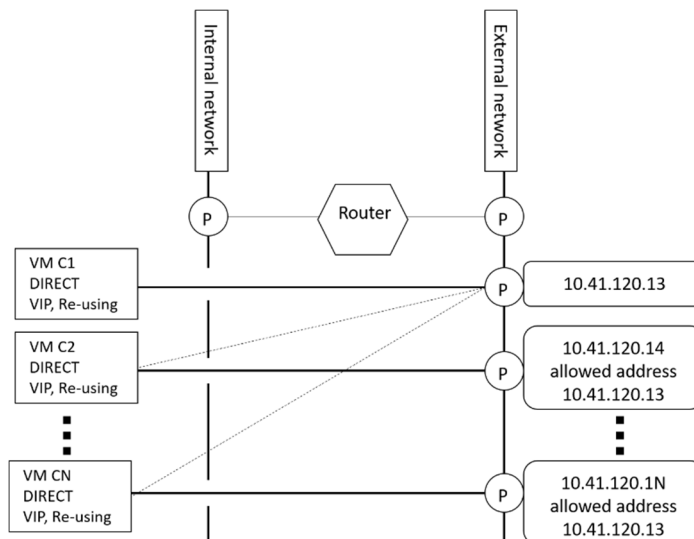 Internal network
External network
P
Router
P
VM C1
DIRECT
VIP, Re-using
P
10.41.120.13
VM C2
DIRECT
VIP, Re-using
P
10.41.120.14
allowed address
10.41.120.13
VM CN
DIRECT
VIP, Re-using
P
10.41.120.1N
allowed address
10.41.120.13